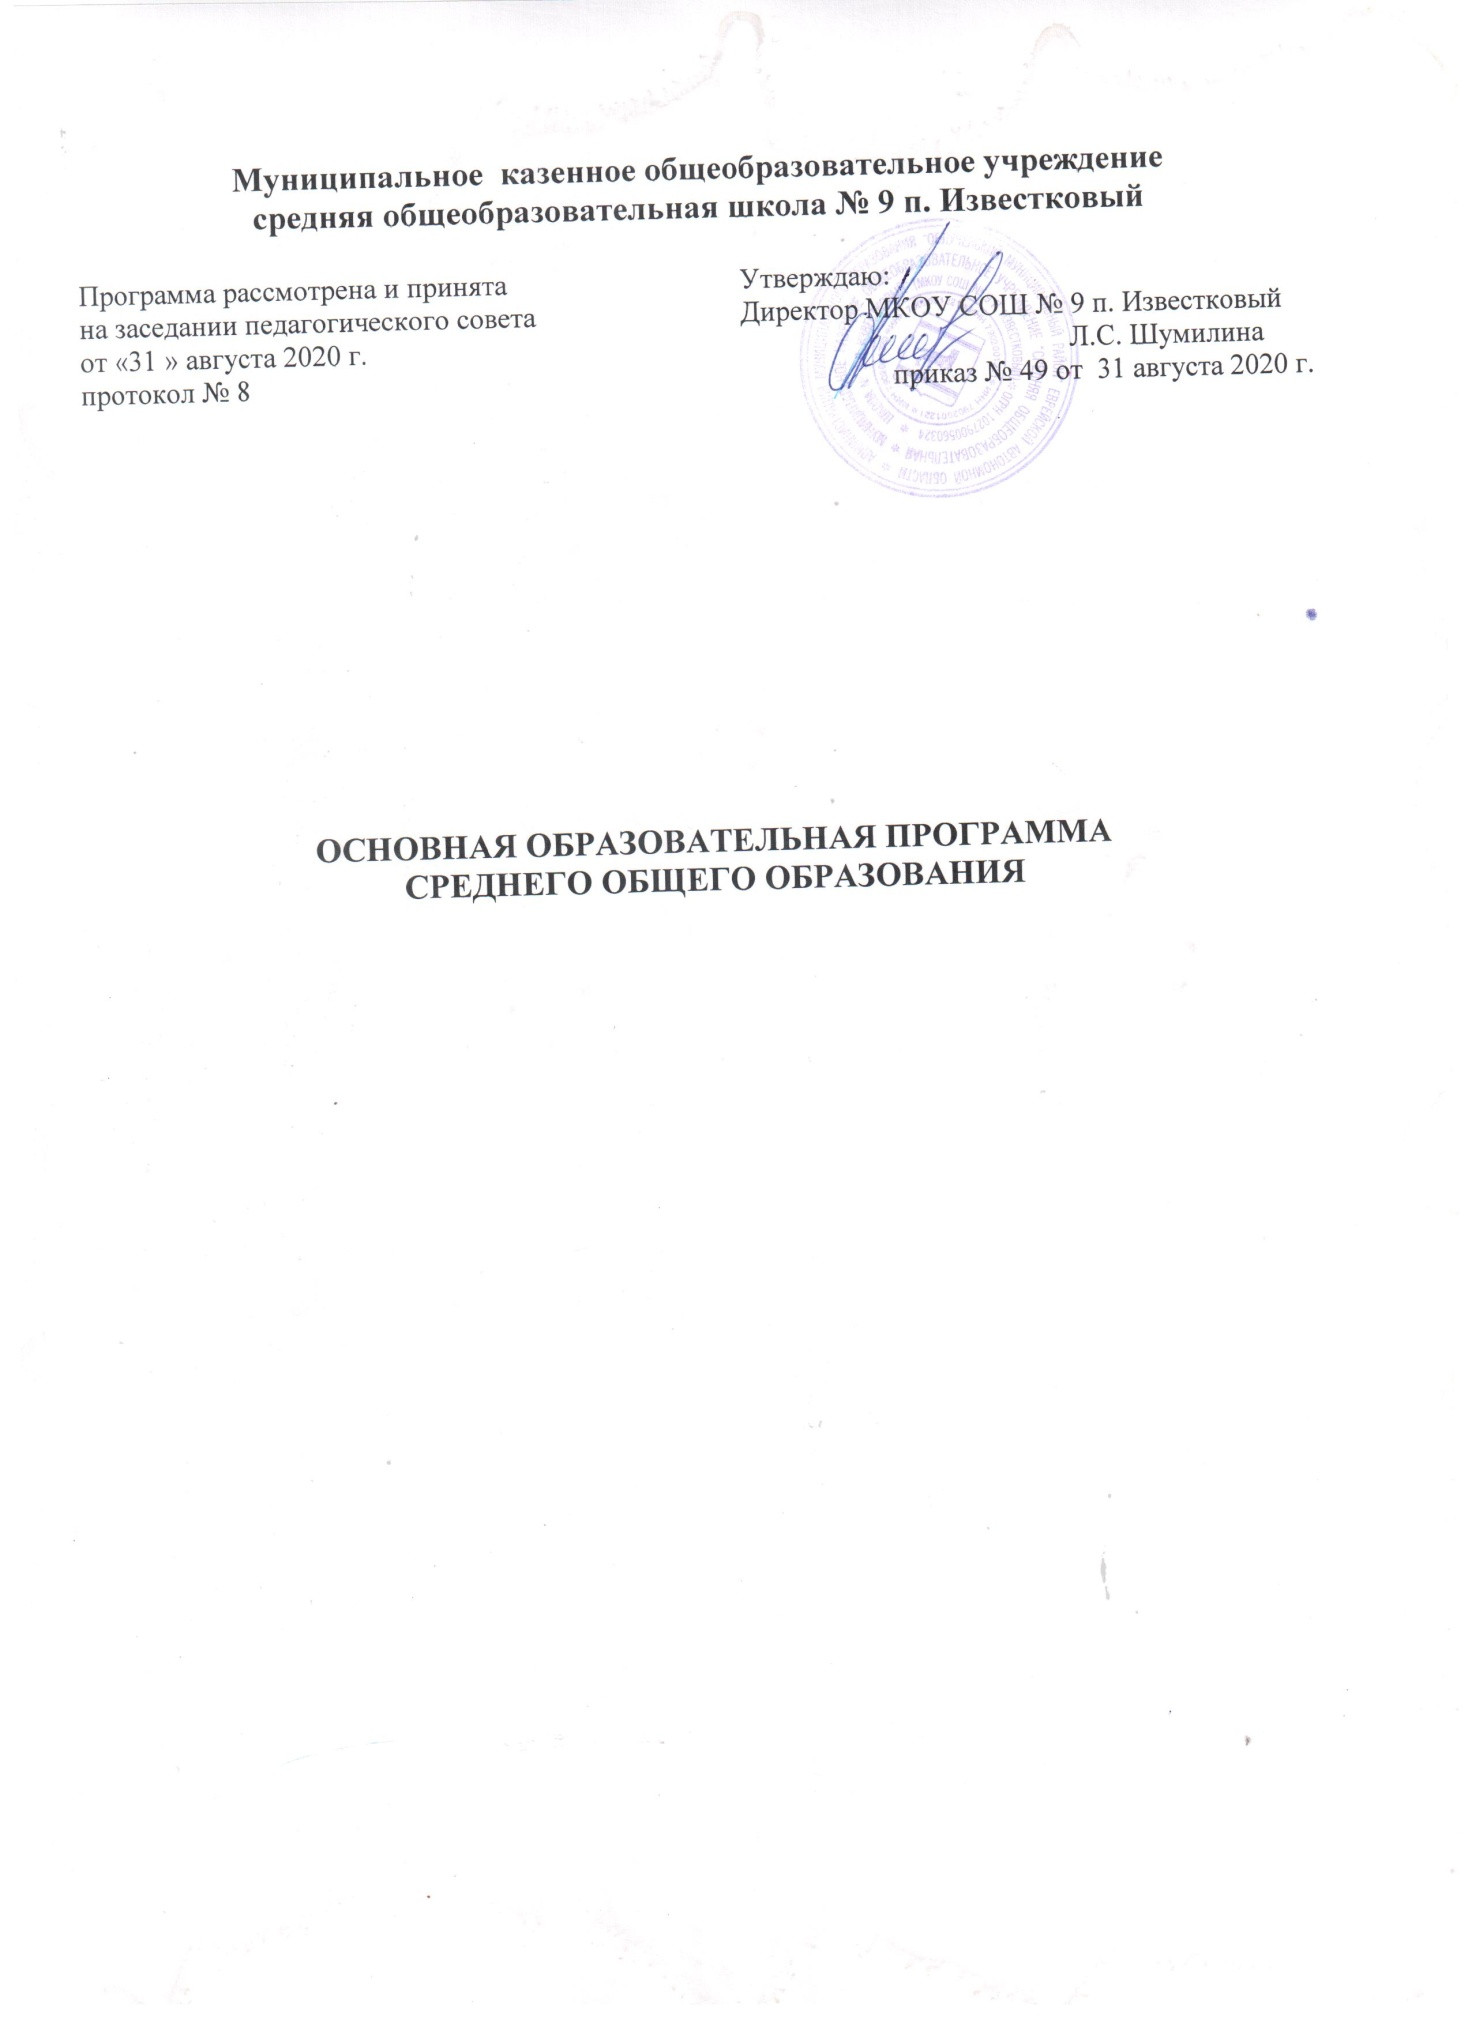 Муниципальное казенное общеобразовательное учреждение
средняя общеобразовательная школа № 9 п. Известковый
Программа рассмотрена и принята
на заседании педагогического совета
от «31 » августа 2020 г.
протокол № 8
Утверждаю:
Директор МКОУ СОШ № 9 п. Известковый
Л.С. Шумилина
приказ № 49 от 31 августа 2020 г.
ОСНОВНАЯ ОБРАЗОВАТЕЛЬНАЯ ПРОГРАММА
СРЕДНЕГО ОБЩЕГО ОБРАЗОВАНИЯ